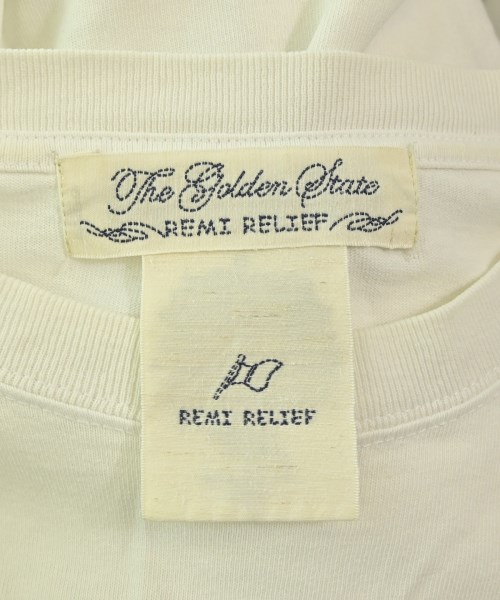 The Golden State
REMI RELIEF
REMI RELIEF